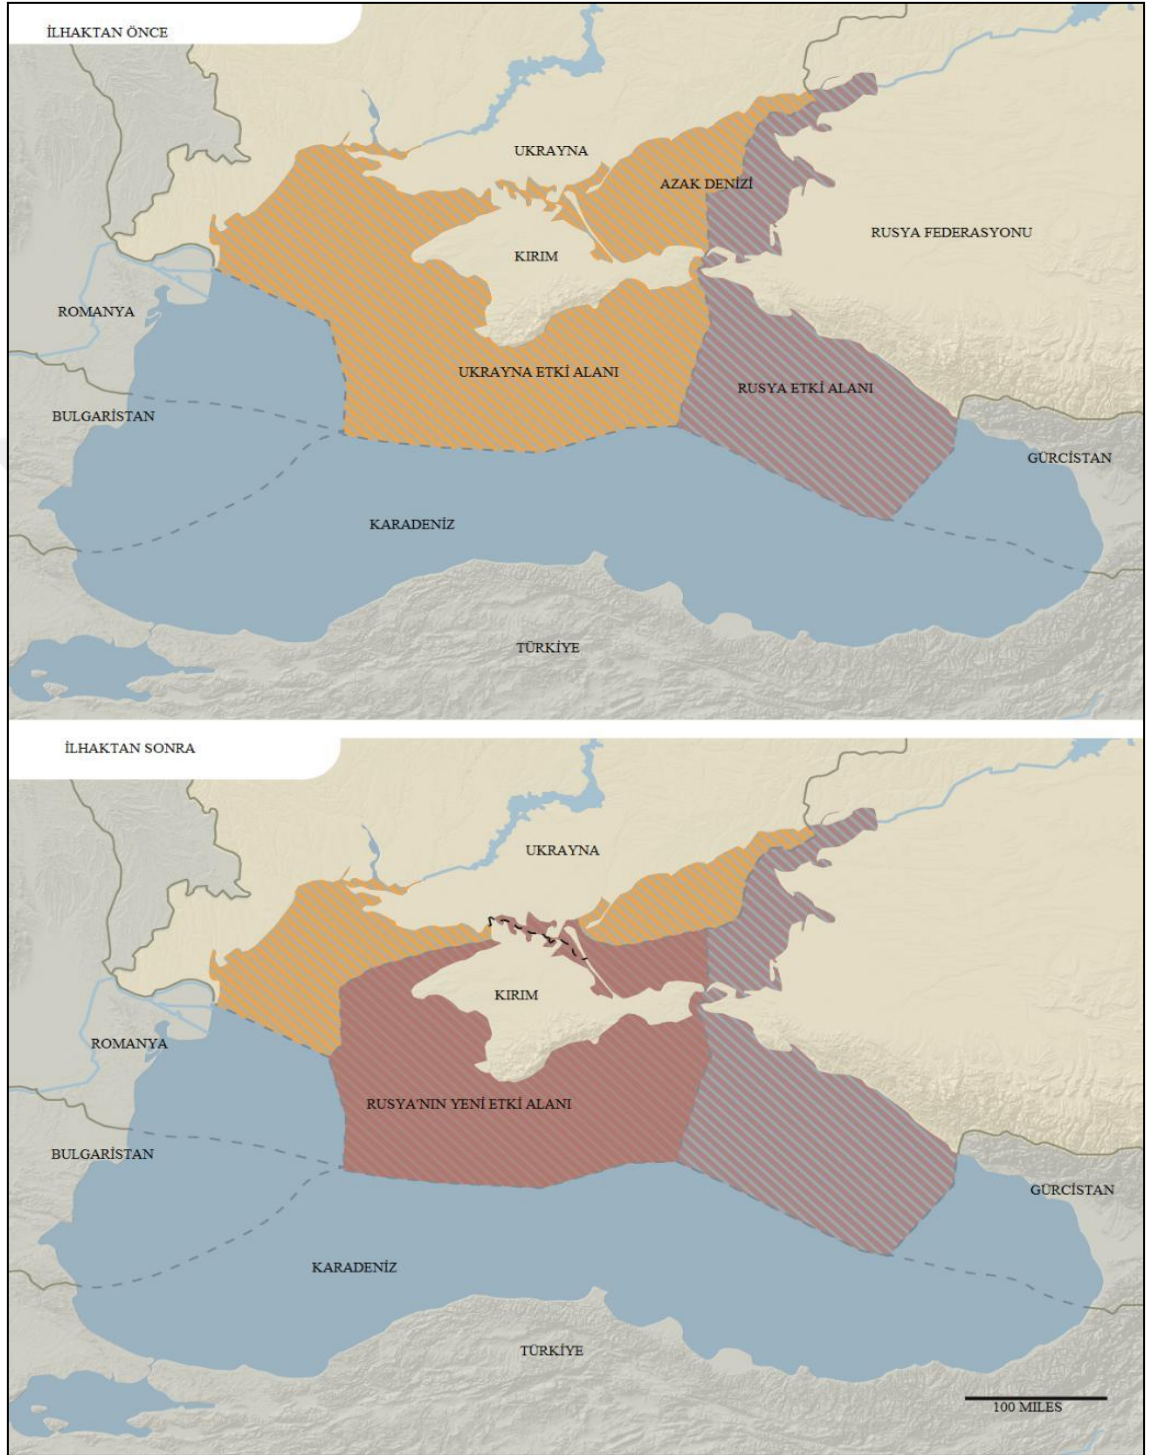 İLHAKTAN ÖNCE
UKRAYNA
AZAK DENİZİ
RUSYA FEDERASYONU
KIRIM
ROMANYA
UKRAYNA ETKİ ALANI
RUSYA ETKİ ALANI
BULGARİSTAN
GÜRCİSTAN
KARADENİZ
TÜRKİYE
İLHAKTAN SONRA
UKRAYNA
KIRIM
ROMANYA
RUSYA'NIN YENİ ETKİ ALANI
BULGARİSTAN
GÜRCİSTAN
KARADENİZ
TÜRKİYE
100 MILES